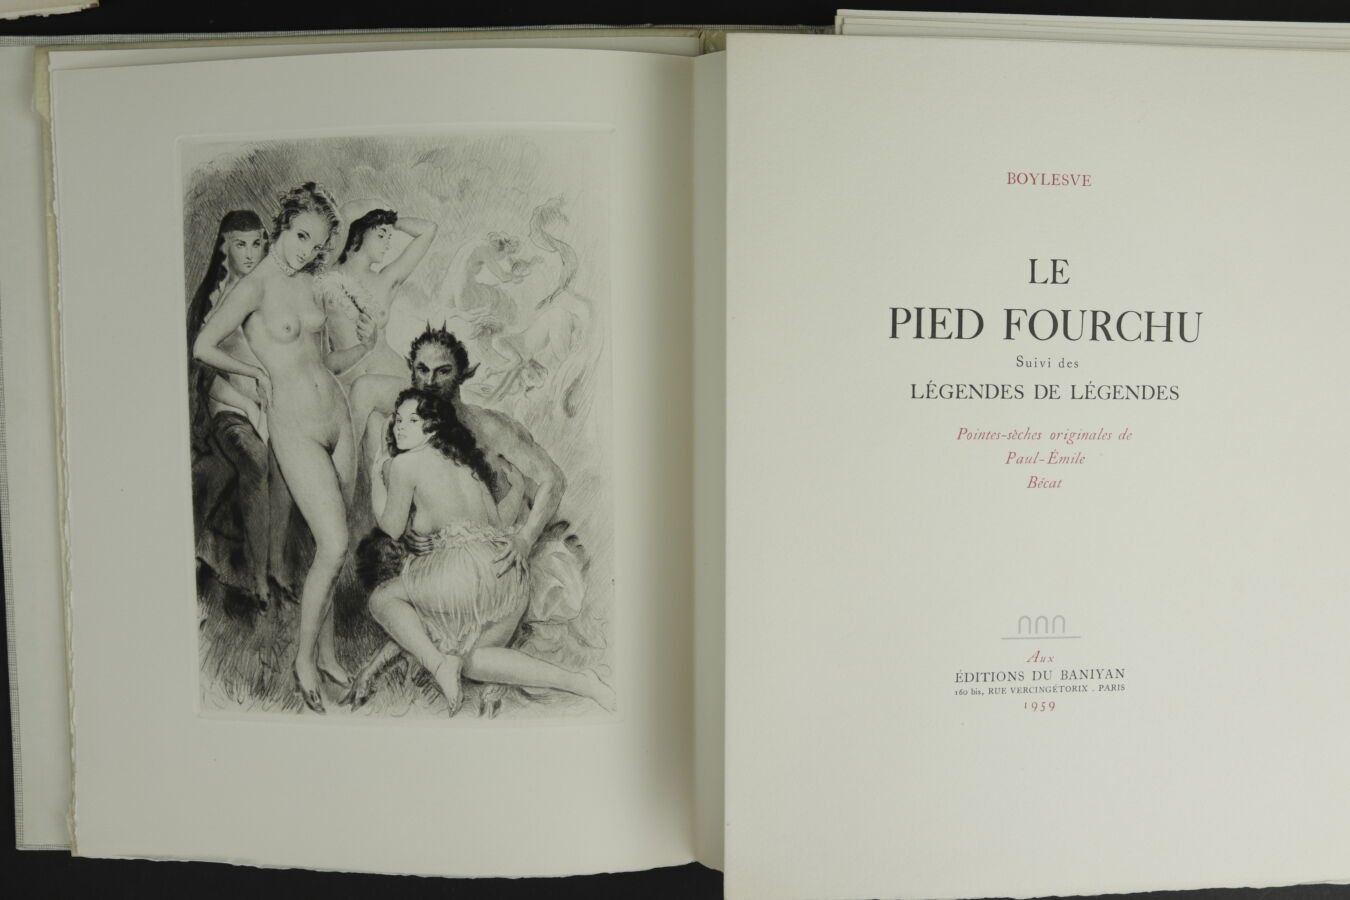 BOYLESVE
LE
PIED FOURCHU
Suivi des
LÉGENDES DE LÉGENDES
Pointes-sèches originales de
Paul-Émile
Bécat
Aux
ÉDITIONS DU BANIYAN
160 bis, RUE VERCINGÉTORIX . PARIS
1959